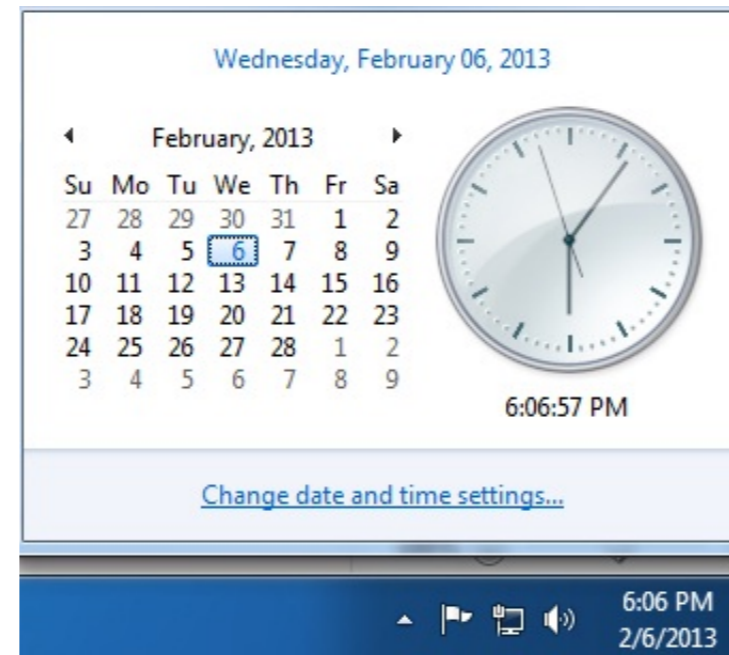 Wednesday, February 06, 2013
February, 2013
Su Mo Tu We Th Fr Sa
27 28 29 30 31 1 2
3 4 5 6 7 8 9
10 11 12 13 14 15 16
17 18 19 20 21 22 23
24 25 26 27 28 1 2
3 4 5 6 7 8 9
6:06:57 PM
Change date and time settings...
6:06 PM
2/6/2013